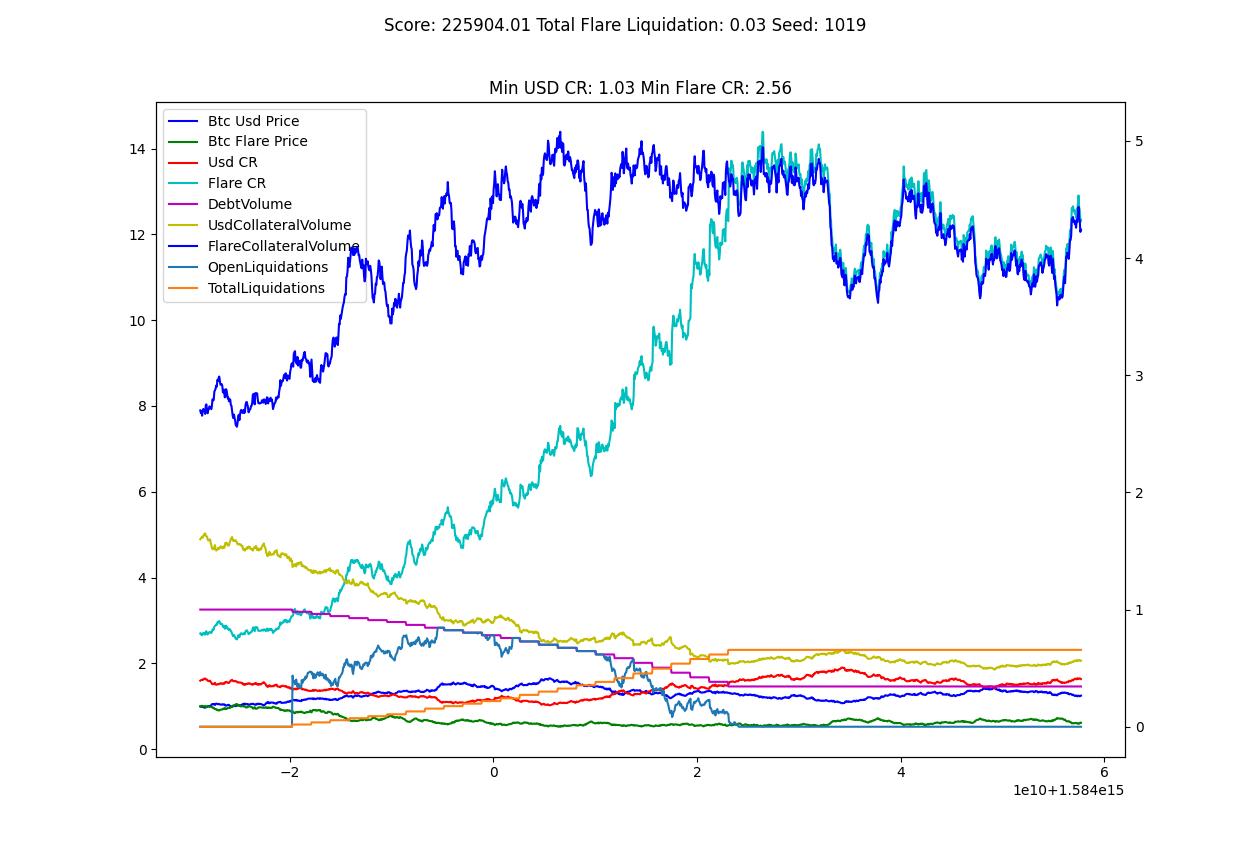 Score: 225904.01 Total Flare Liquidation: 0.03 Seed: 1019
Min USD CR: 1.03 Min Flare CR: 2.56
Btc Usd Price
Btc Flare Price
Usd CR
Flare CR
DebtVolume
UsdCollateralVolume
FlareCollateralVolume
OpenLiquidations
TotalLiquidations
14
12
10
8
6
4
2
0
5
4
3
2
1
0
−2
0
2
4
6
1e10+1.584e15